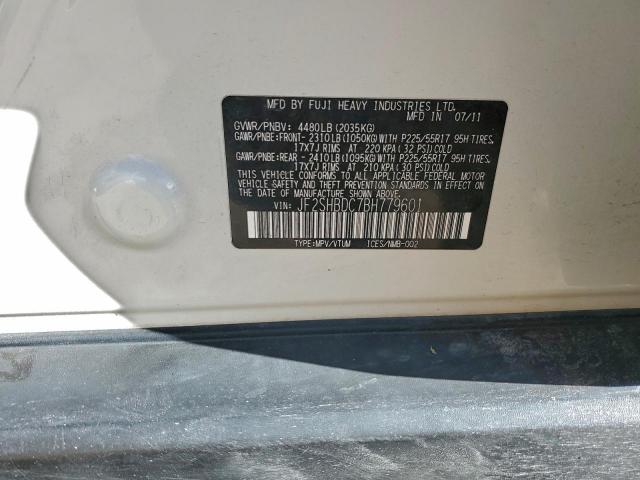 MFD BY FUJI HEAVY INDUSTRIES LTD.
MFD IN 07/11
GVWR/PNBV: 4480LB (2035KG)
GAWR/PNBE:FRONT-2310LB(1050KG)WITH P225/55R17 95H TIRES,
17X7J RIMS AT 220 KPA ( 32 PSI)COLD
GAWR/PNBE:REAR -2410LB(1095KG)WITH P225/55R17 95H TIRES,
17X7J RIMS AT 210 KPA( 30 PSI)COLD
THIS VEHICLE CONFORMS TO ALL APPLICABLE FEDERAL MOTOR
VEHICLE SAFETY STANDARDS IN EFFECT ON THE
DATE OF MANUFACTURE SHOWN ABOVE.
VIN: JF2SHBDC7BH779601
TYPE:MPV/VTUM ICES/NMB-002